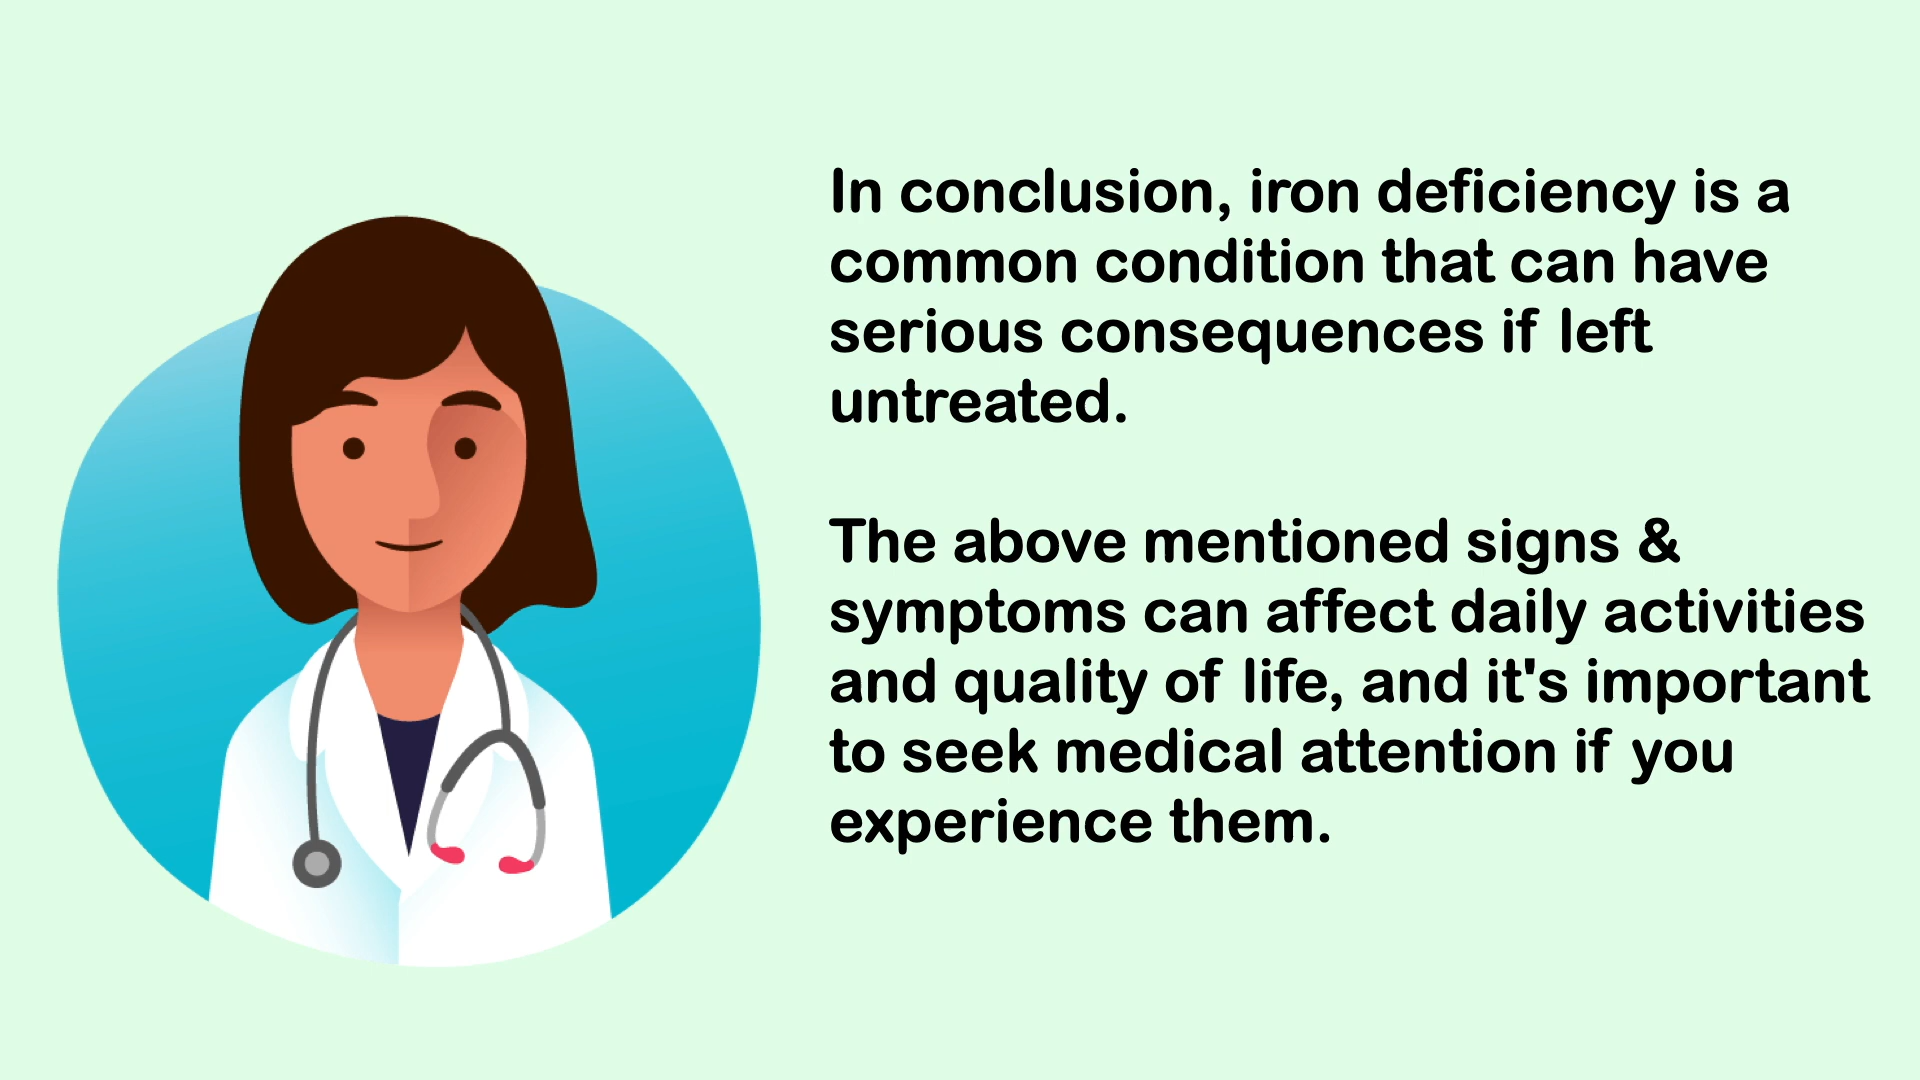 In conclusion, iron deficiency is a
common condition that can have
serious consequences if left
untreated.
The above mentioned signs &
symptoms can affect daily activities
and quality of life, and it's important
to seek medical attention if you
experience them.